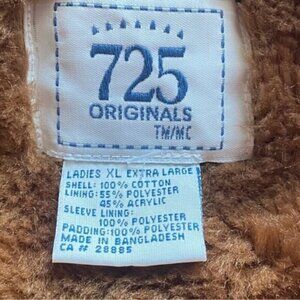 725
ORIGINALS
TM/MC
LADIES XL EXTRA LARGE
SHELL: 100% COTTON
LINING: 55% POLYESTER
45% ACRYLIC
SLEEVE LINING:
100% POLYESTER
PADDING: 100% POLYESTER
MADE IN BANGLADESH
CA # 28885